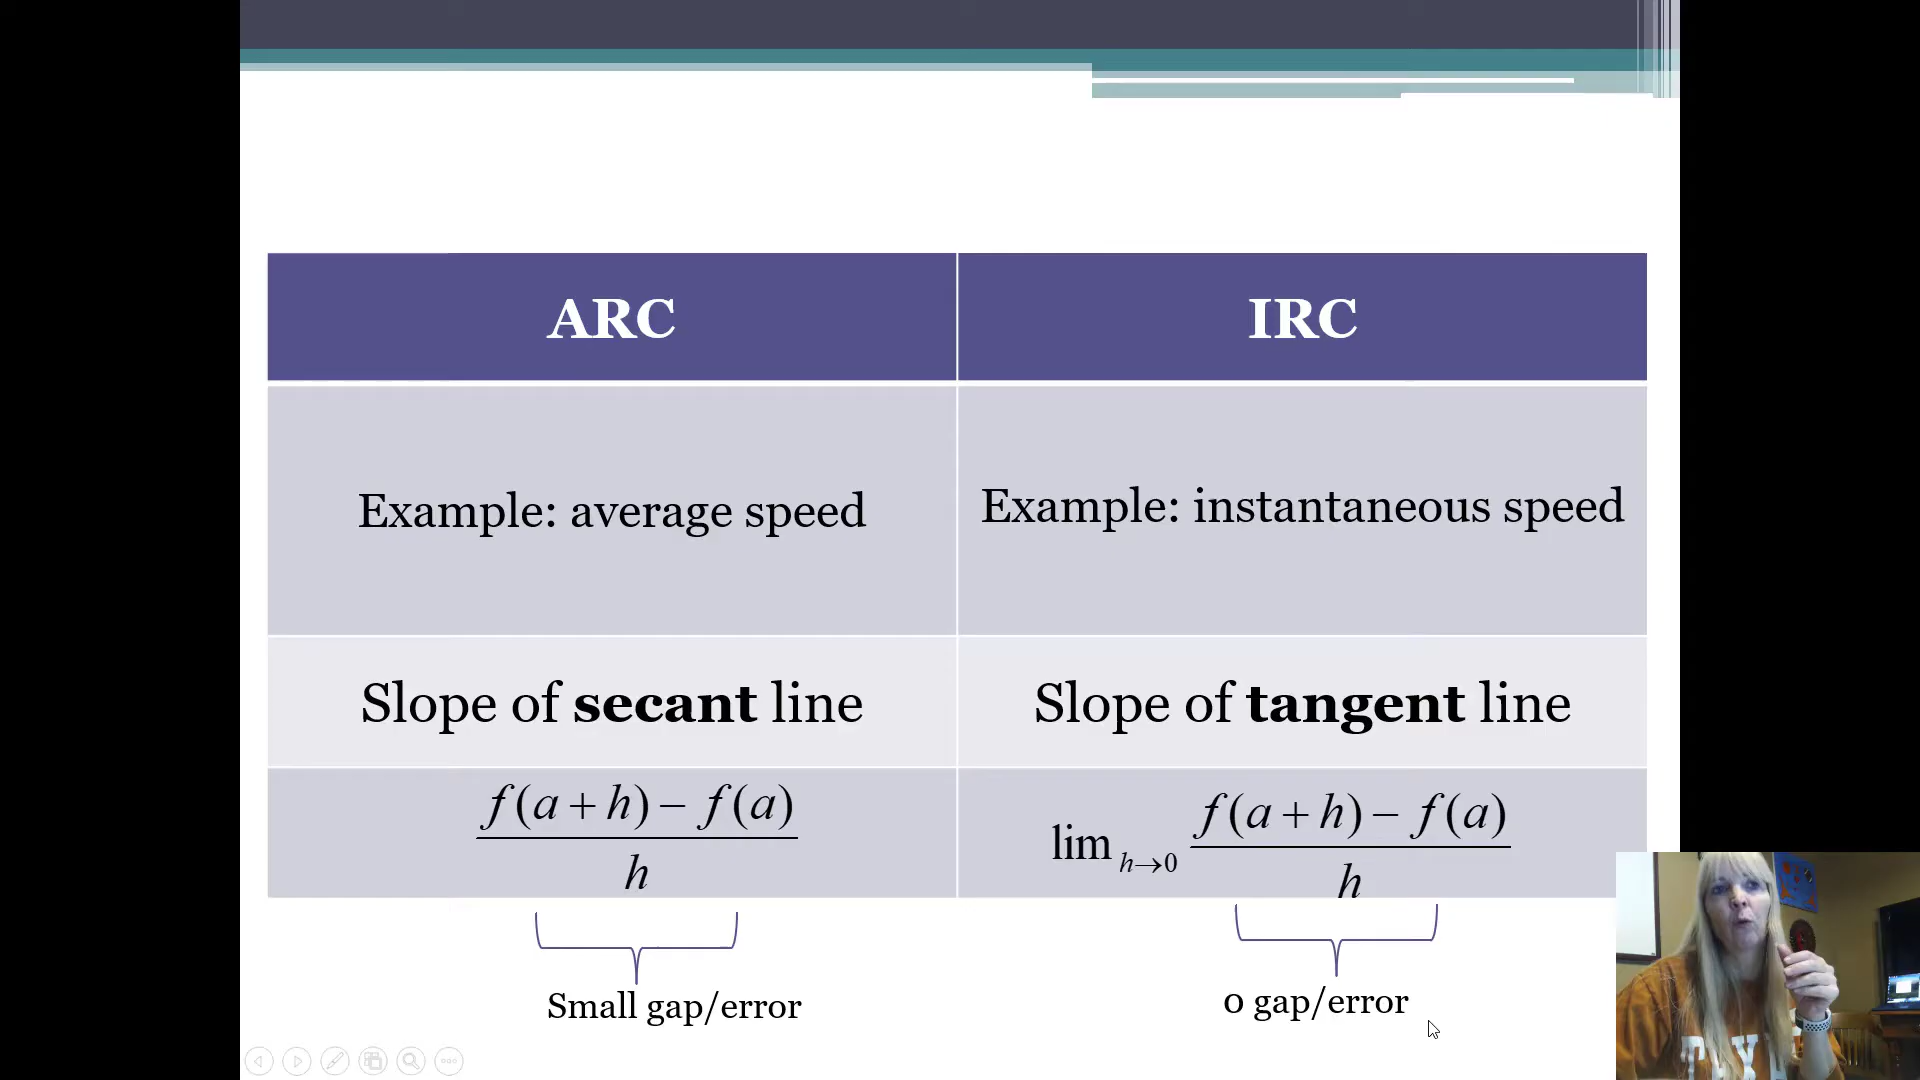 ARC
IRC
Example: average speed
Example: instantaneous speed
Slope of secant line
Slope of tangent line
f(a + h) − f(a)
h
lim h→0 f(a + h) − f(a)
h
Small gap/error
0 gap/error